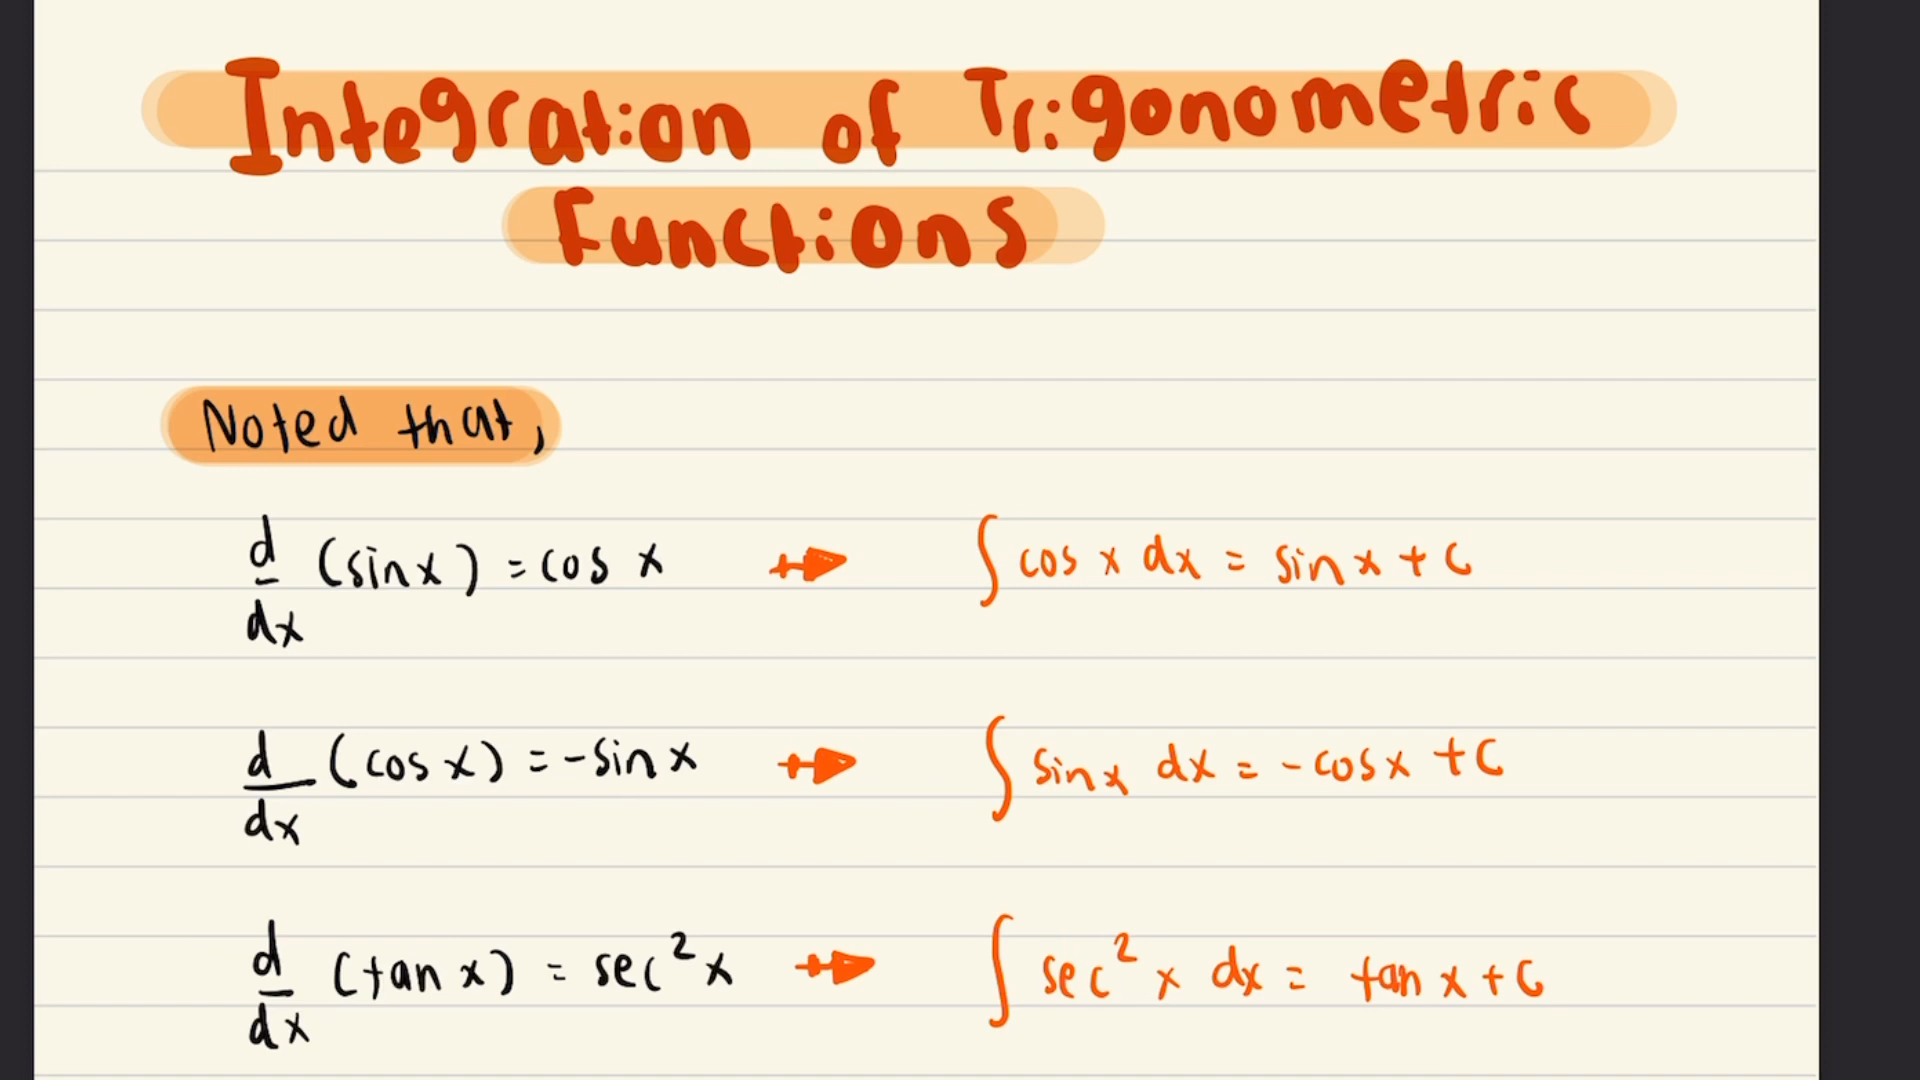 Integration of Trigonometric
Functions
Noted that,
d/dx (sin x) = cos x → ∫ cos x dx = sin x + c
d/dx (cos x) = -sin x → ∫ sin x dx = -cos x + c
d/dx (tan x) = sec² x → ∫ sec² x dx = tan x + c